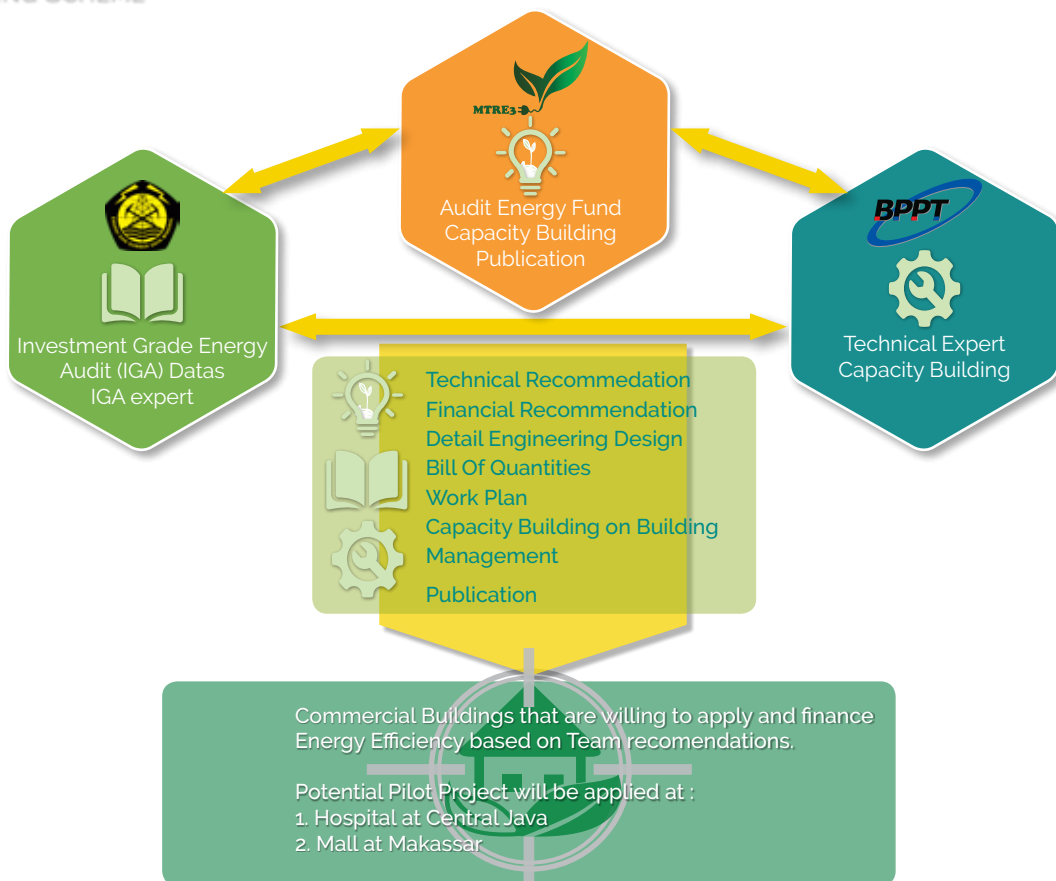 MTRE3
Audit Energy Fund
Capacity Building
Publication
Investment Grade Energy
Audit (IGA) Datas
IGA expert
BPPT
Technical Expert
Capacity Building
Technical Recommedation
Financial Recommendation
Detail Engineering Design
Bill Of Quantities
Work Plan
Capacity Building on Building
Management
Publication
Commercial Buildings that are willing to apply and finance
Energy Efficiency based on Team recomendations.
Potential Pilot Project will be applied at :
1. Hospital at Central Java
2. Mall at Makassar